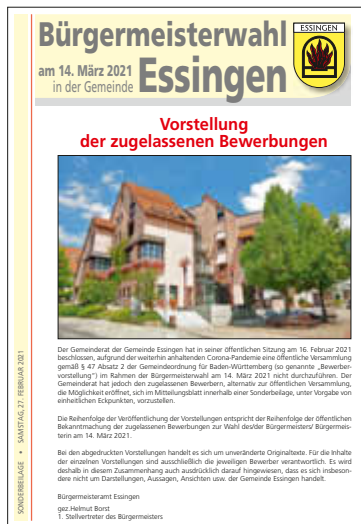 Bürgermeisterwahl
am 14. März 2021
in der Gemeinde
Essingen
ESSINGEN
Vorstellung
der zugelassenen Bewerbungen
Der Gemeinderat der Gemeinde Essingen hat in seiner öffentlichen Sitzung am 16. Februar 2021
beschlossen, aufgrund der weiterhin anhaltenden Corona-Pandemie eine öffentliche Versammlung
gemäß § 47 Absatz 2 der Gemeindeordnung für Baden-Württemberg (so genannte „Bewerber-
vorstellung“) im Rahmen der Bürgermeisterwahl am 14. März 2021 nicht durchzuführen. Der
Gemeinderat hat jedoch den zugelassenen Bewerbern, alternativ zur öffentlichen Versammlung,
die Möglichkeit eröffnet, sich im Mitteilungsblatt innerhalb einer Sonderbeilage, unter Vorgabe von
einheitlichen Eckpunkten, vorzustellen.
Die Reihenfolge der Veröffentlichung der Vorstellungen entspricht der Reihenfolge der öffentlichen
Bekanntmachung der zugelassenen Bewerbungen zur Wahl des/der Bürgermeisters/ Bürgermeis-
terin am 14. März 2021.
Bei den abgedruckten Vorstellungen handelt es sich um unveränderte Originaltexte. Für die Inhalte
der einzelnen Vorstellungen sind ausschließlich die jeweiligen Bewerber verantwortlich. Es wird
deshalb in diesem Zusammenhang auch ausdrücklich darauf hingewiesen, dass es sich insbeson-
dere nicht um Darstellungen, Aussagen, Ansichten usw. der Gemeinde Essingen handelt.
Bürgermeisteramt Essingen
gez.Helmut Borst
1. Stellvertreter des Bürgermeisters
SONDERBEILAGE • SAMSTAG, 27. FEBRUAR 2021